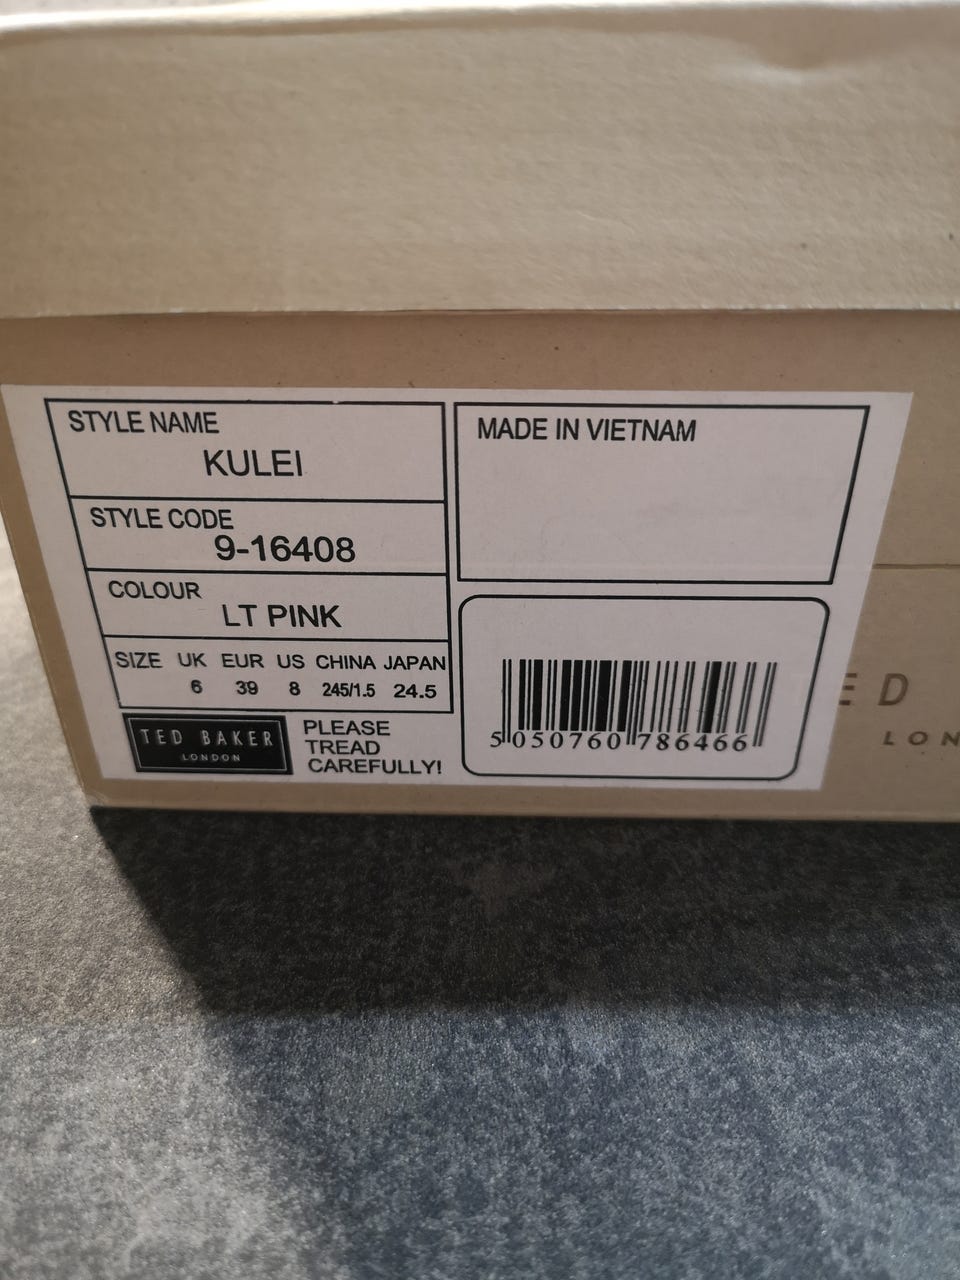 STYLE NAME
KULEI
STYLE CODE
9-16408
COLOUR
LT PINK
SIZE UK EUR US CHINA JAPAN
6 39 8 245/1.5 24.5
TED BAKER
LONDON
PLEASE
TREAD
CAREFULLY!
MADE IN VIETNAM
5 050760 786466
ED
LON